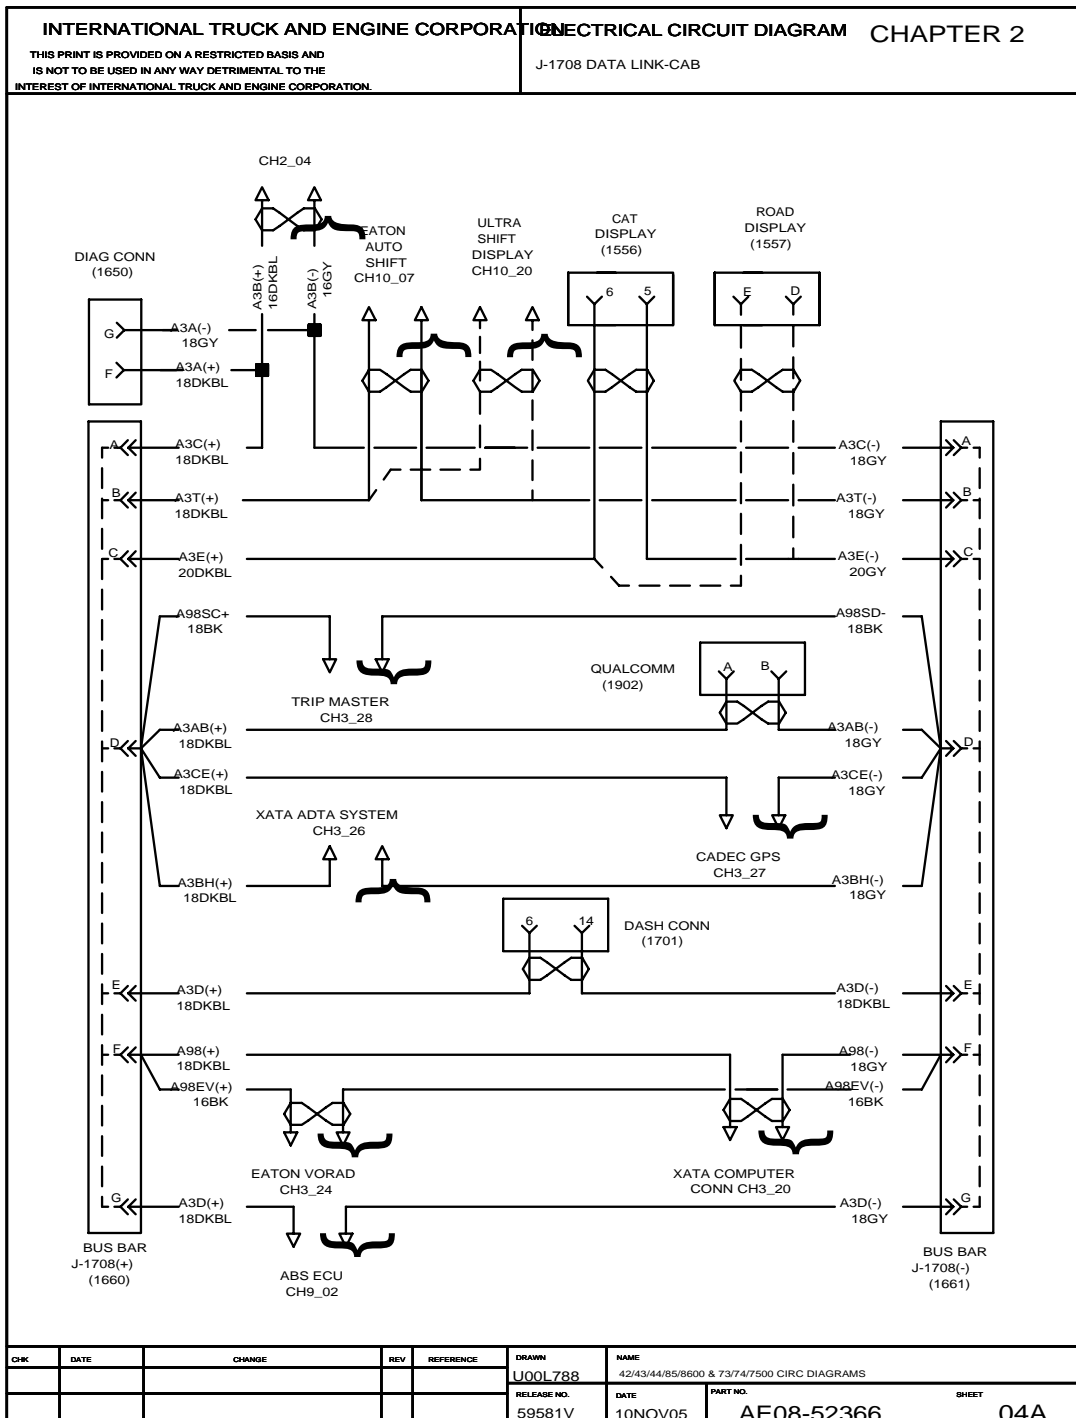 INTERNATIONAL TRUCK AND ENGINE CORPORATION
THIS PRINT IS PROVIDED ON A RESTRICTED BASIS AND
IS NOT TO BE USED IN ANY WAY DETRIMENTAL TO THE
INTEREST OF INTERNATIONAL TRUCK AND ENGINE CORPORATION.
ELECTRICAL CIRCUIT DIAGRAM
CHAPTER 2
J-1708 DATA LINK-CAB
CH2_04
EATON
AUTO
SHIFT
CH10_07
ULTRA
SHIFT
DISPLAY
CH10_20
CAT
DISPLAY
(1556)
ROAD
DISPLAY
(1557)
DIAG CONN
(1650)
A3B(+)
16DKBL
A3B(-)
16GY
6 5
E D
G
A3A(-)
18GY
F
A3A(+)
18DKBL
A
A3C(+)
18DKBL
A3C(-)
18GY
A
B
A3T(+)
18DKBL
A3T(-)
18GY
B
C
A3E(+)
20DKBL
A3E(-)
20GY
C
A98SC+
18BK
A98SD-
18BK
TRIP MASTER
CH3_28
QUALCOMM
(1902)
A B
D
A3AB(+)
18DKBL
A3AB(-)
18GY
D
A3CE(+)
18DKBL
A3CE(-)
18GY
XATA ADTA SYSTEM
CH3_26
CADEC GPS
CH3_27
A3BH(+)
18DKBL
A3BH(-)
18GY
6 14
DASH CONN
(1701)
E
A3D(+)
18DKBL
A3D(-)
18DKBL
E
F
A98(+)
18DKBL
A98(-)
18GY
F
A98EV(+)
16BK
A98EV(-)
16BK
EATON VORAD
CH3_24
XATA COMPUTER
CONN CH3_20
G
A3D(+)
18DKBL
A3D(-)
18GY
G
BUS BAR
J-1708(+)
(1660)
ABS ECU
CH9_02
BUS BAR
J-1708(-)
(1661)
CHK DATE CHANGE REV REFERENCE
DRAWN
U00L788
NAME
42/43/44/85/8600 & 73/74/7500 CIRC DIAGRAMS
RELEASE NO.
59581V
DATE
10NOV05
PART NO.
AE08-52366
SHEET
04A